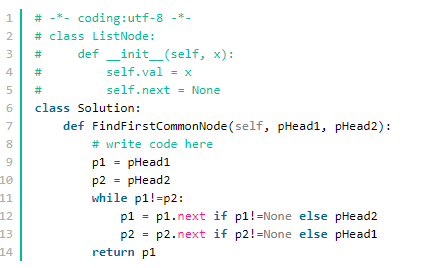 1 # -*- coding:utf-8 -*-
2 # class ListNode:
3 #     def __init__(self, x):
4 #         self.val = x
5 #         self.next = None
6 class Solution:
7     def FindFirstCommonNode(self, pHead1, pHead2):
8         # write code here
9         p1 = pHead1
10         p2 = pHead2
11         while p1!=p2:
12             p1 = p1.next if p1!=None else pHead2
13             p2 = p2.next if p2!=None else pHead1
14         return p1